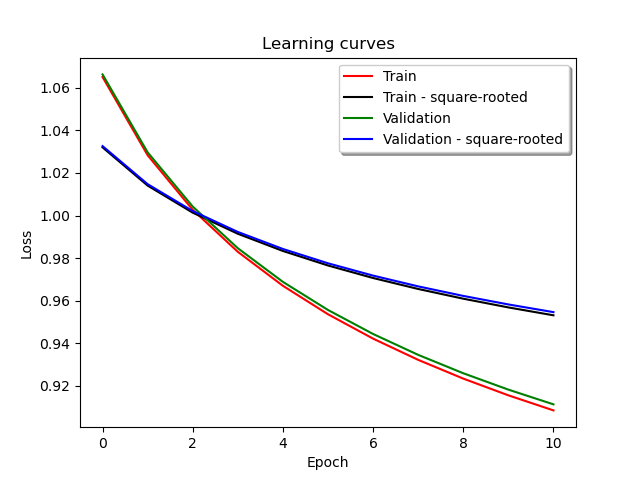 Learning curves
Train
Train - square-rooted
Validation
Validation - square-rooted
Loss
1.06
1.04
1.02
1.00
0.98
0.96
0.94
0.92
0 2 4 6 8 10
Epoch